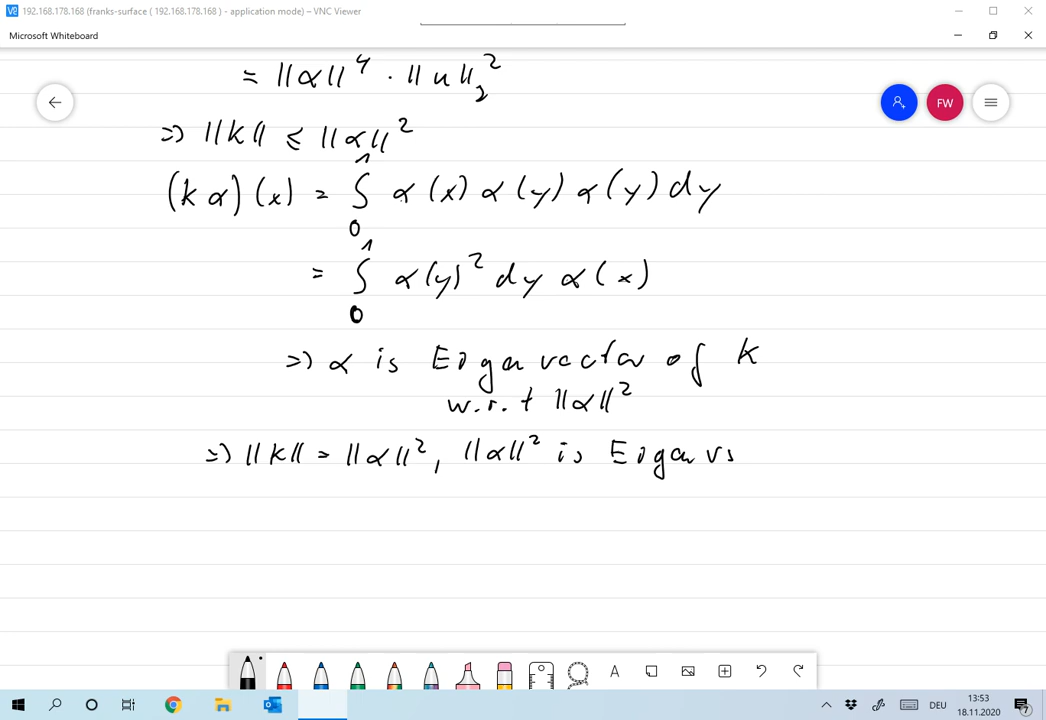 192.168.178.168 (franks-surface ( 192.168.178.168 ) - application mode) – VNC Viewer
Microsoft Whiteboard
= ||α||⁴ · ||u||₂²
=> ||k|| ≤ ||α||²
FW
(kα)(x) = ∫₀¹ α(x) α(y) α(y) dy
= ∫₀¹ α(y)² dy α(x)
=> α is Eigenvector of k
w.r.t ||α||²
=> ||k|| = ||α||², ||α||² is Eigenvs
A
DEU
13:53
18.11.2020
7